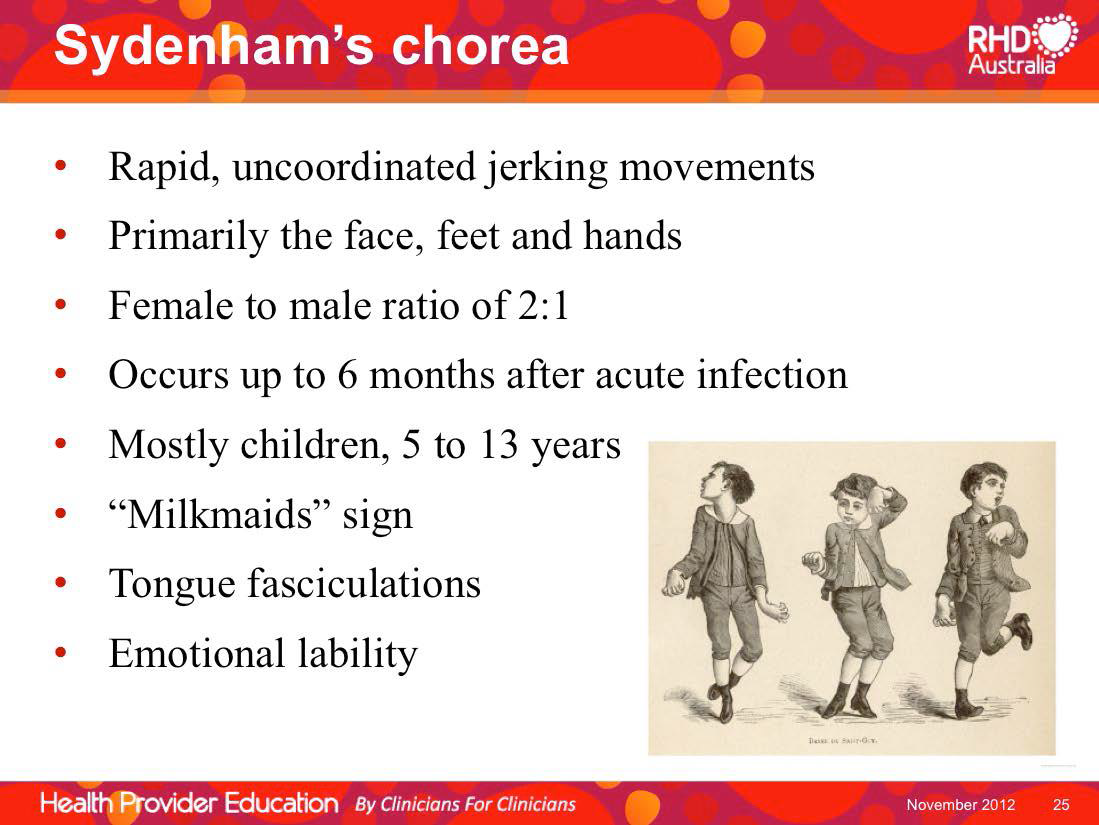 Sydenham’s chorea
RHD
Australia
• Rapid, uncoordinated jerking movements
• Primarily the face, feet and hands
• Female to male ratio of 2:1
• Occurs up to 6 months after acute infection
• Mostly children, 5 to 13 years
• “Milkmaids” sign
• Tongue fasciculations
• Emotional lability
Health Provider Education By Clinicians For Clinicians
November 2012 25